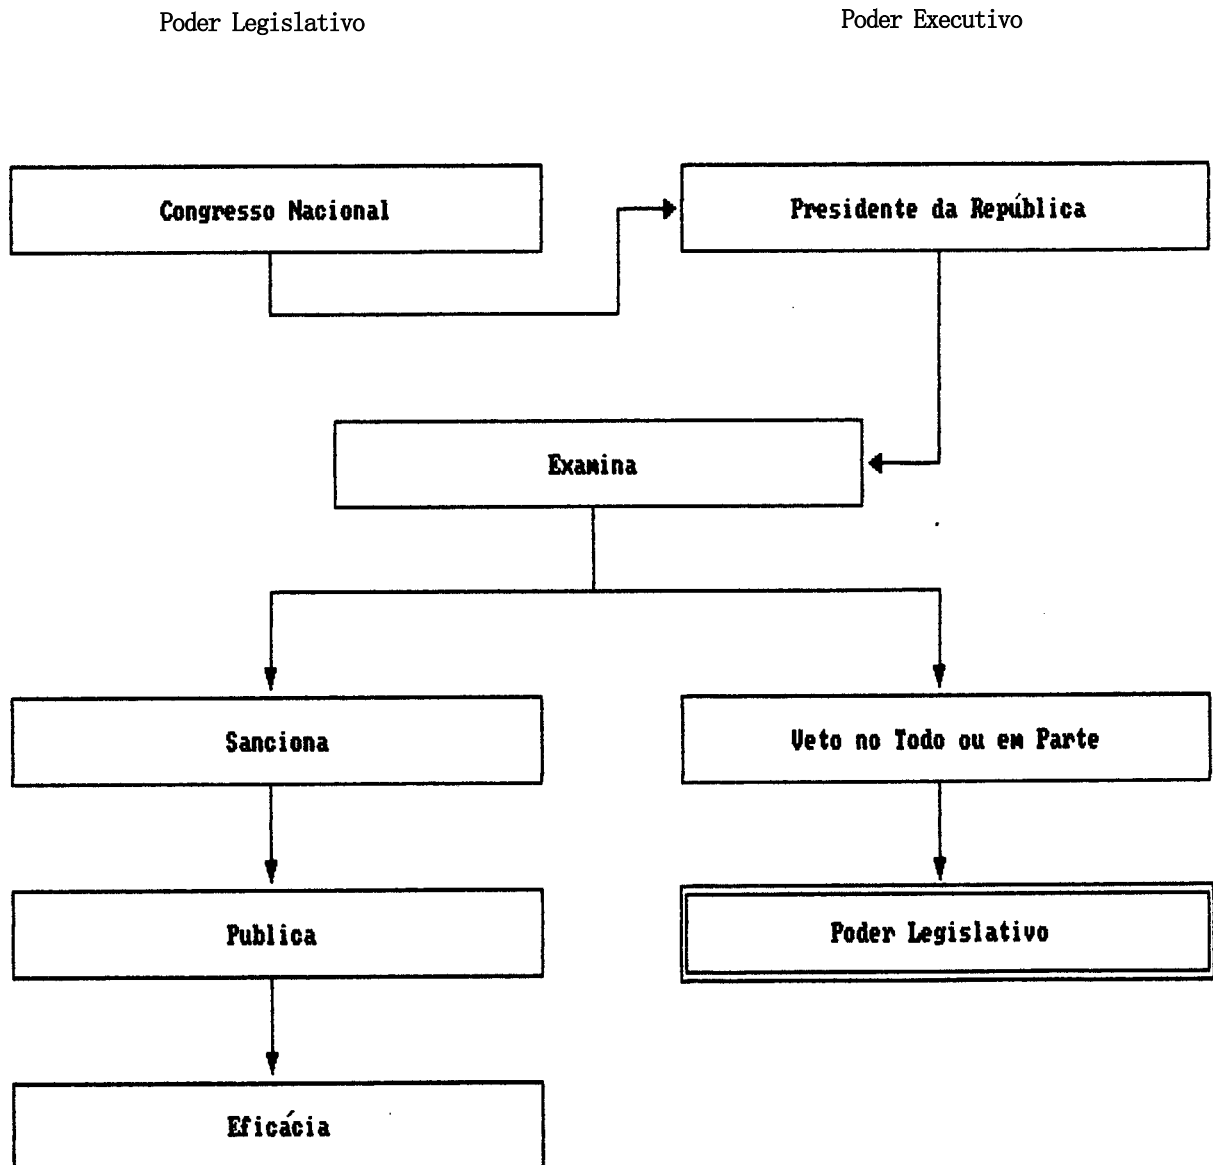 Poder Legislativo
Poder Executivo
Congresso Nacional
Presidente da República
Examina
Sanciona
Veto no Todo ou em Parte
Publica
Poder Legislativo
Eficácia